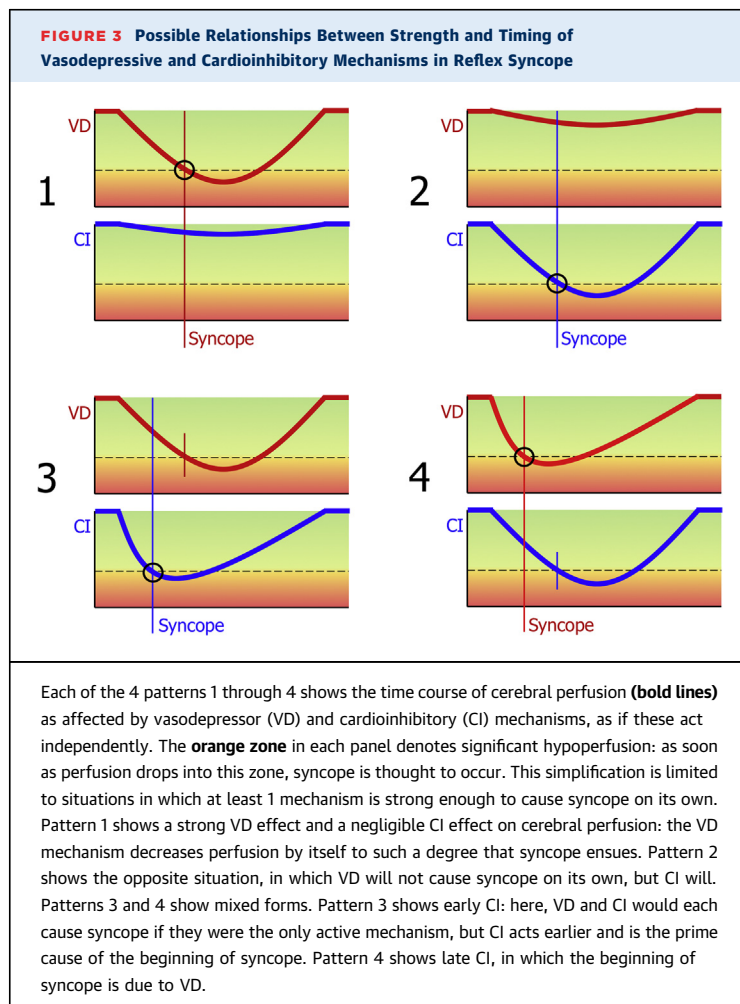 FIGURE 3 Possible Relationships Between Strength and Timing of
Vasodepressive and Cardioinhibitory Mechanisms in Reflex Syncope
VD
1
CI
Syncope
VD
2
CI
Syncope
VD
3
CI
Syncope
VD
4
CI
Syncope
Each of the 4 patterns 1 through 4 shows the time course of cerebral perfusion (bold lines)
as affected by vasodepressor (VD) and cardioinhibitory (CI) mechanisms, as if these act
independently. The orange zone in each panel denotes significant hypoperfusion: as soon
as perfusion drops into this zone, syncope is thought to occur. This simplification is limited
to situations in which at least 1 mechanism is strong enough to cause syncope on its own.
Pattern 1 shows a strong VD effect and a negligible CI effect on cerebral perfusion: the VD
mechanism decreases perfusion by itself to such a degree that syncope ensues. Pattern 2
shows the opposite situation, in which VD will not cause syncope on its own, but CI will.
Patterns 3 and 4 show mixed forms. Pattern 3 shows early CI: here, VD and CI would each
cause syncope if they were the only active mechanism, but CI acts earlier and is the prime
cause of the beginning of syncope. Pattern 4 shows late CI, in which the beginning of
syncope is due to VD.